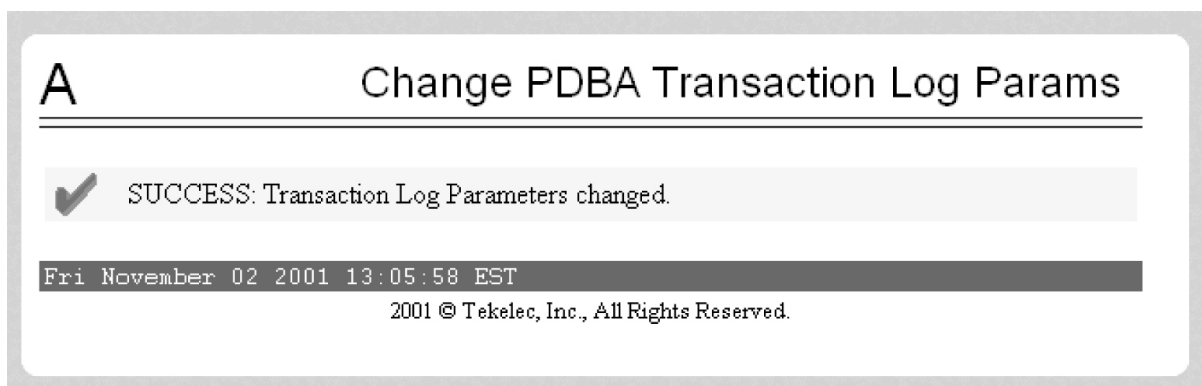 A
Change PDBA Transaction Log Params
SUCCESS: Transaction Log Parameters changed.
Fri November 02 2001 13:05:58 EST
2001 © Tekelec, Inc., All Rights Reserved.